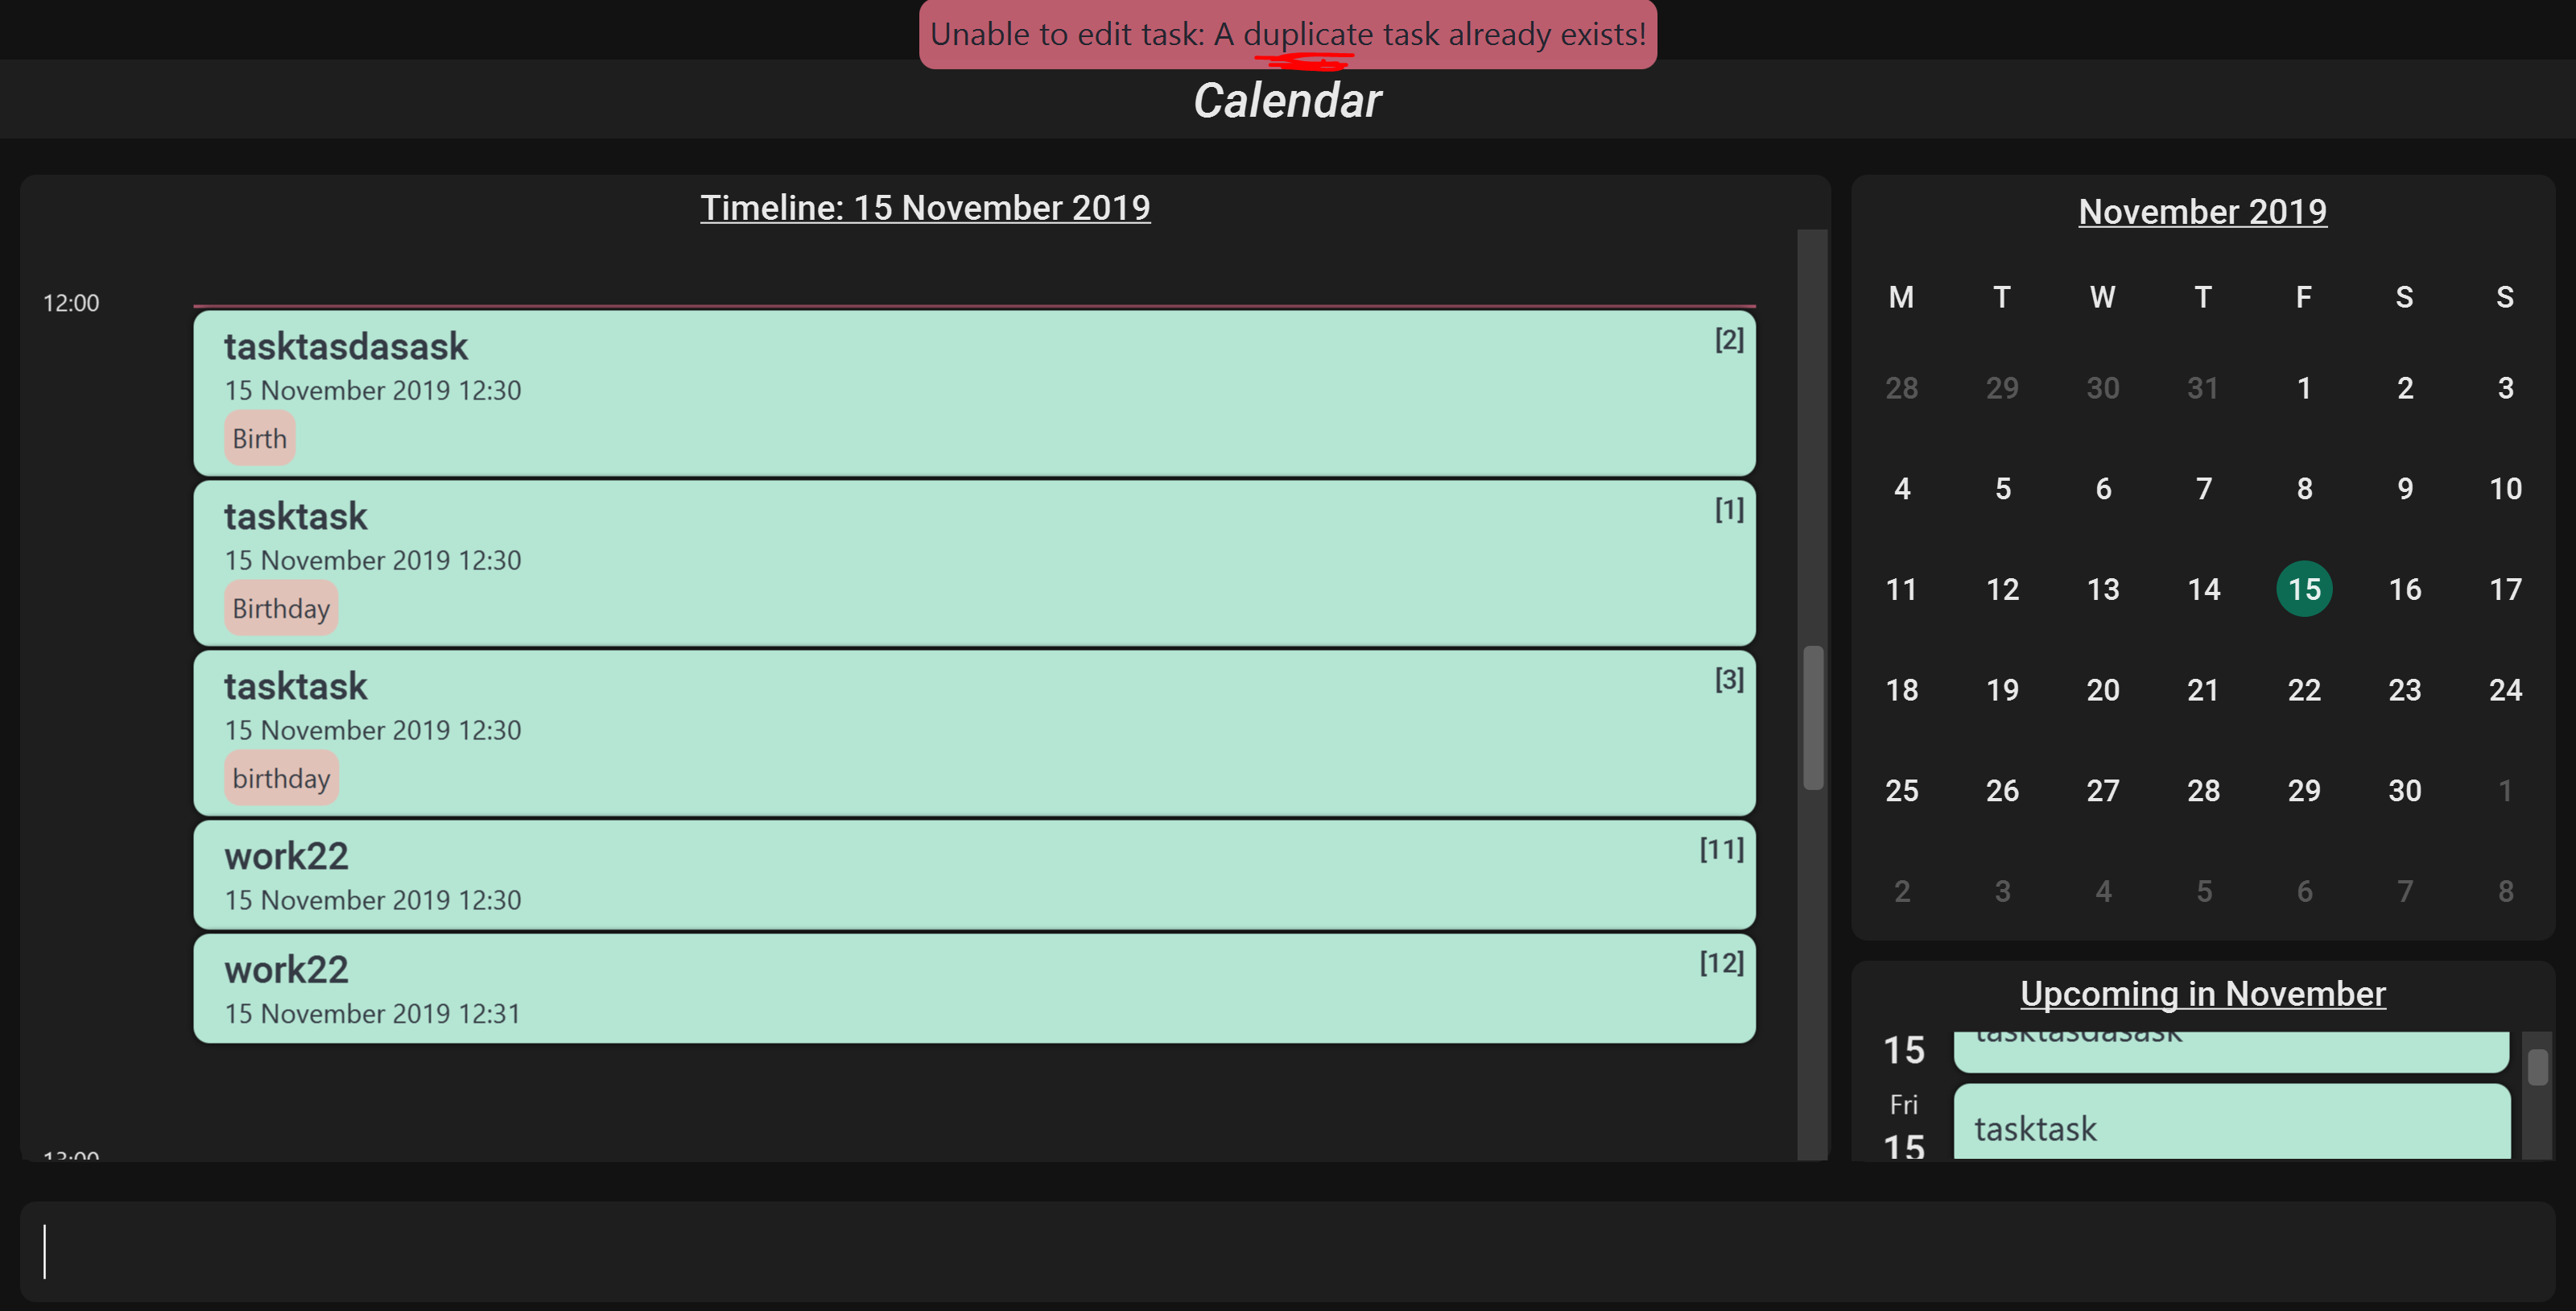 Unable to edit task: A duplicate task already exists!
Calendar
Timeline: 15 November 2019
12:00
tasktasdasask
[2]
15 November 2019 12:30
Birth
tasktask
[1]
15 November 2019 12:30
Birthday
tasktask
[3]
15 November 2019 12:30
birthday
work22
[11]
15 November 2019 12:30
work22
[12]
15 November 2019 12:31
13:00
November 2019
M T W T F S S
28 29 30 31 1 2 3
4 5 6 7 8 9 10
11 12 13 14 15 16 17
18 19 20 21 22 23 24
25 26 27 28 29 30 1
2 3 4 5 6 7 8
Upcoming in November
15 tasktasdasask
Fri
15 tasktask